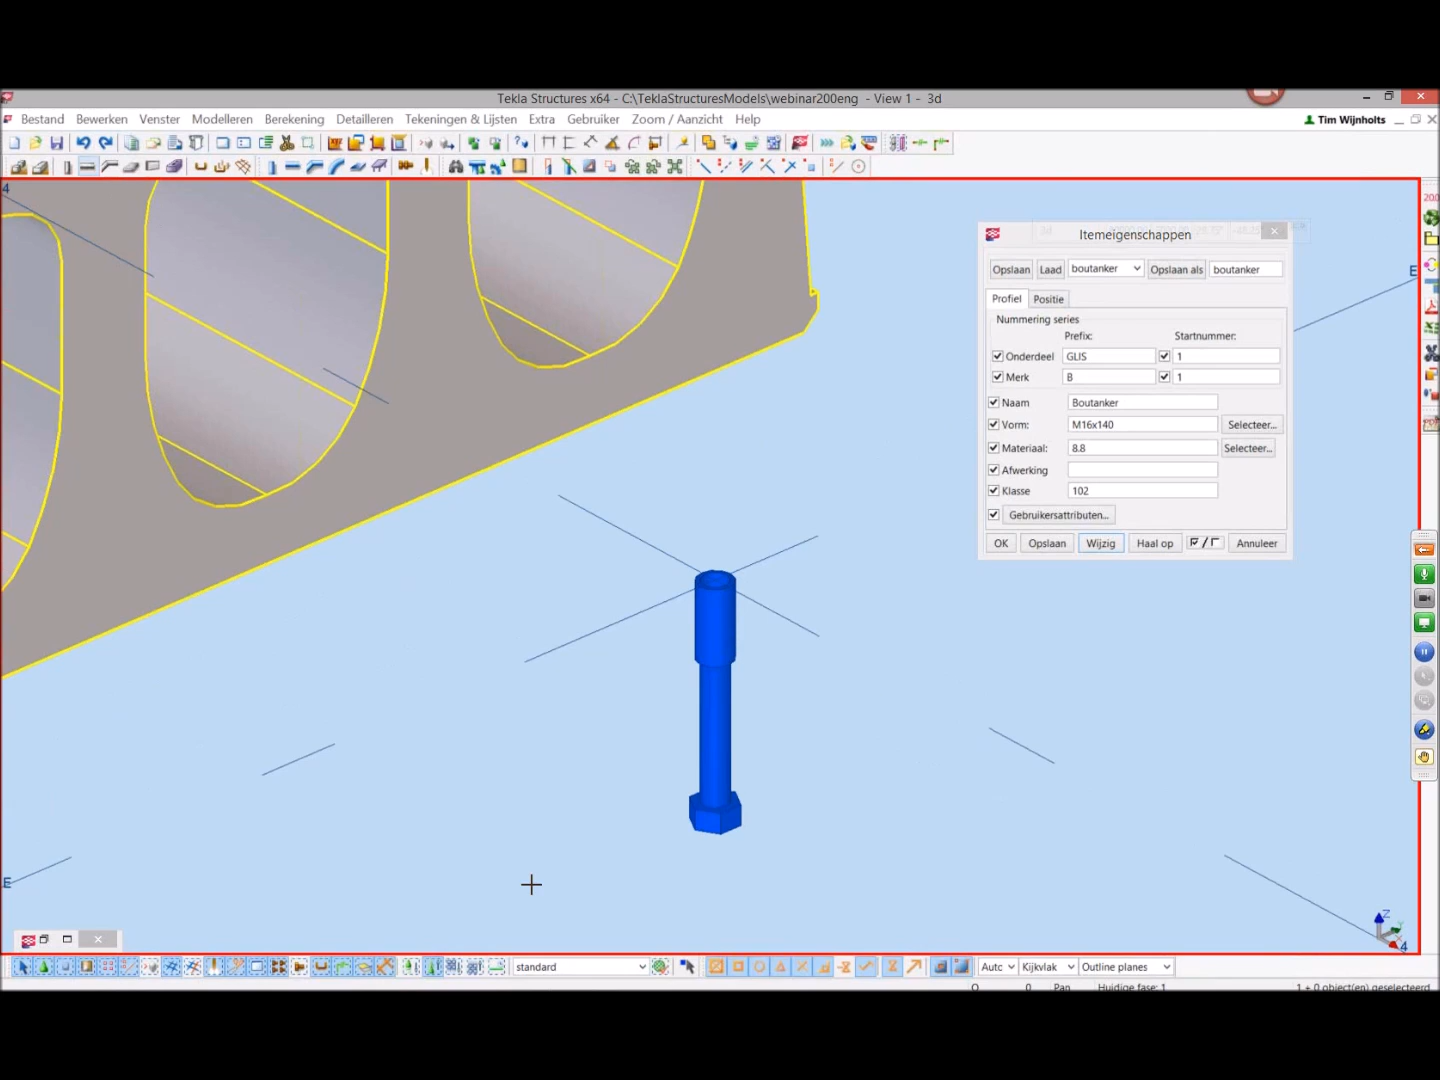 Tekla Structures x64 - C:\TeklaStructuresModels\webinar200eng - View 1 - 3d
Bestand Bewerken Venster Modelleren Berekening Detailleren Tekeningen & Lijsten Extra Gebruiker Zoom / Aanzicht Help
Tim Wijnholts
4
E
Itemeigenschappen
Opslaan Laad boutanker Opslaan als boutanker
Profiel Positie
Nummering series
Prefix: Startnummer:
Onderdeel GLIS 1
Merk B 1
Naam Boutanker
Vorm: M16x140 Selecteer...
Materiaal: 8.8 Selecteer...
Afwerking
Klasse 102
Gebruikersattributen...
OK Opslaan Wijzig Haal op Annuleer
E
Z
4
standard Autc Kijkvlak Outline planes
O 0 Pan Huidige fase: 1 1 + 0 object(en) geselecteerd